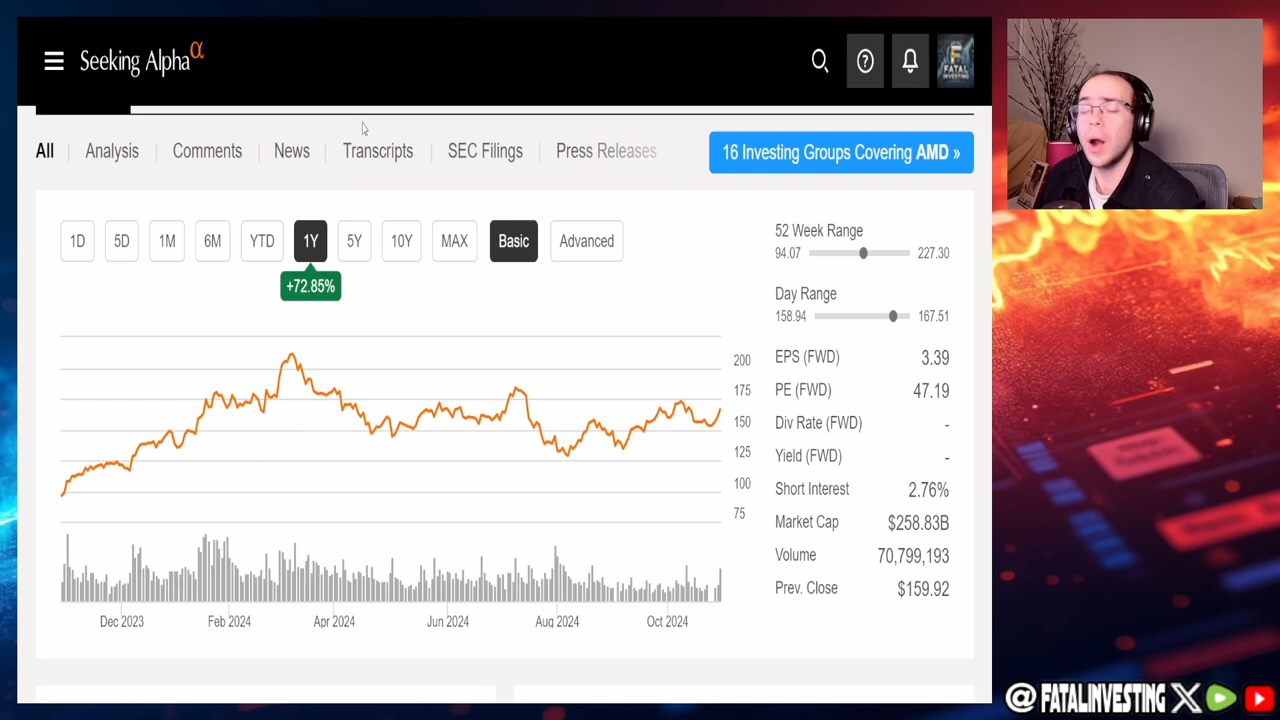 Seeking Alpha α
All Analysis Comments News Transcripts SEC Filings Press Releases
16 Investing Groups Covering AMD »
1D 5D 1M 6M YTD 1Y 5Y 10Y MAX Basic Advanced
+72.85%
52 Week Range
94.07 227.30
Day Range
158.94 167.51
EPS (FWD) 3.39
PE (FWD) 47.19
Div Rate (FWD) -
Yield (FWD) -
Short Interest 2.76%
Market Cap $258.83B
Volume 70,799,193
Prev. Close $159.92
200
175
150
125
100
75
Dec 2023 Feb 2024 Apr 2024 Jun 2024 Aug 2024 Oct 2024
F
FATAL
INVESTING
@FATALINVESTING X